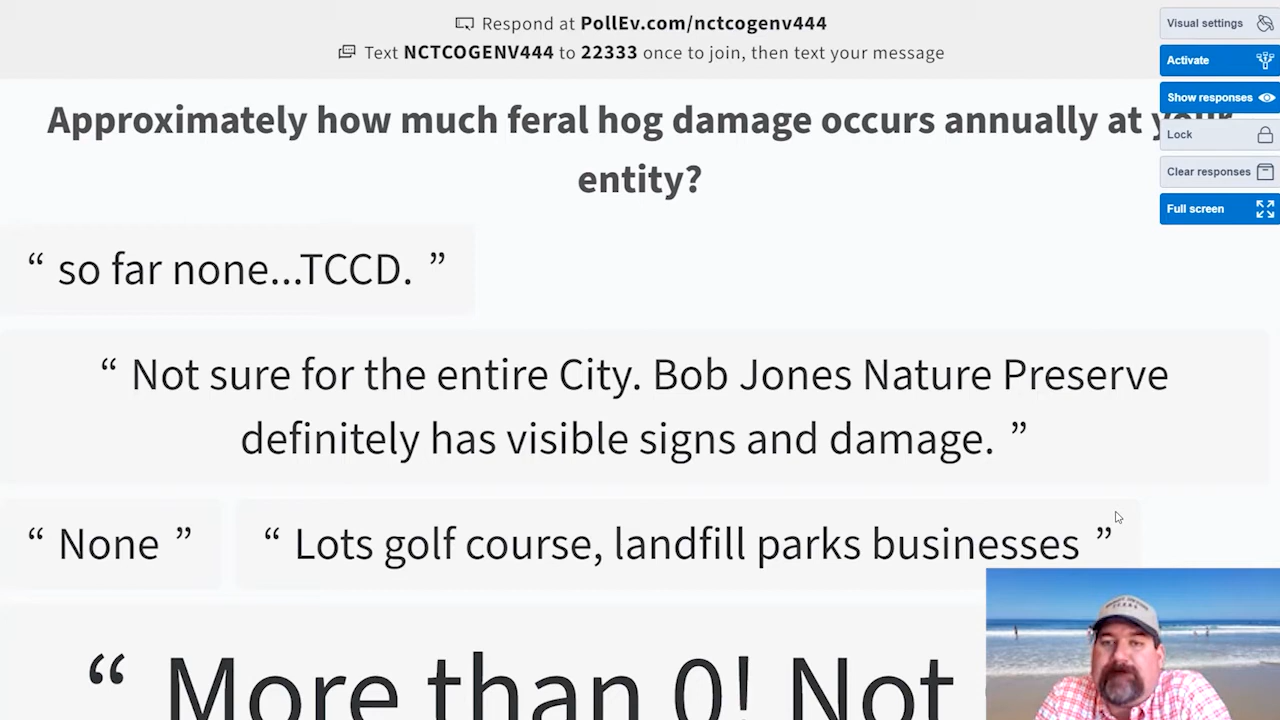 Respond at PollEv.com/nctcogenv444
Text NCTCOGENV444 to 22333 once to join, then text your message
Visual settings
Activate
Show responses
Lock
Clear responses
Full screen
Approximately how much feral hog damage occurs annually at your
entity?
“ so far none...TCCD. ”
“ Not sure for the entire City. Bob Jones Nature Preserve
definitely has visible signs and damage. ”
“ None ”
“ Lots golf course, landfill parks businesses ”
“ More than 0! Not